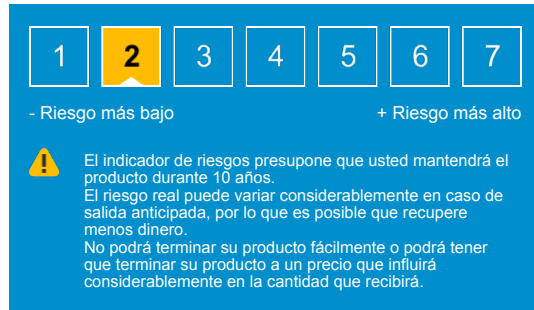 1 2 3 4 5 6 7
- Riesgo más bajo + Riesgo más alto
! El indicador de riesgos presupone que usted mantendrá el
producto durante 10 años.
El riesgo real puede variar considerablemente en caso de
salida anticipada, por lo que es posible que recupere
menos dinero.
No podrá terminar su producto fácilmente o podrá tener
que terminar su producto a un precio que influirá
considerablemente en la cantidad que recibirá.